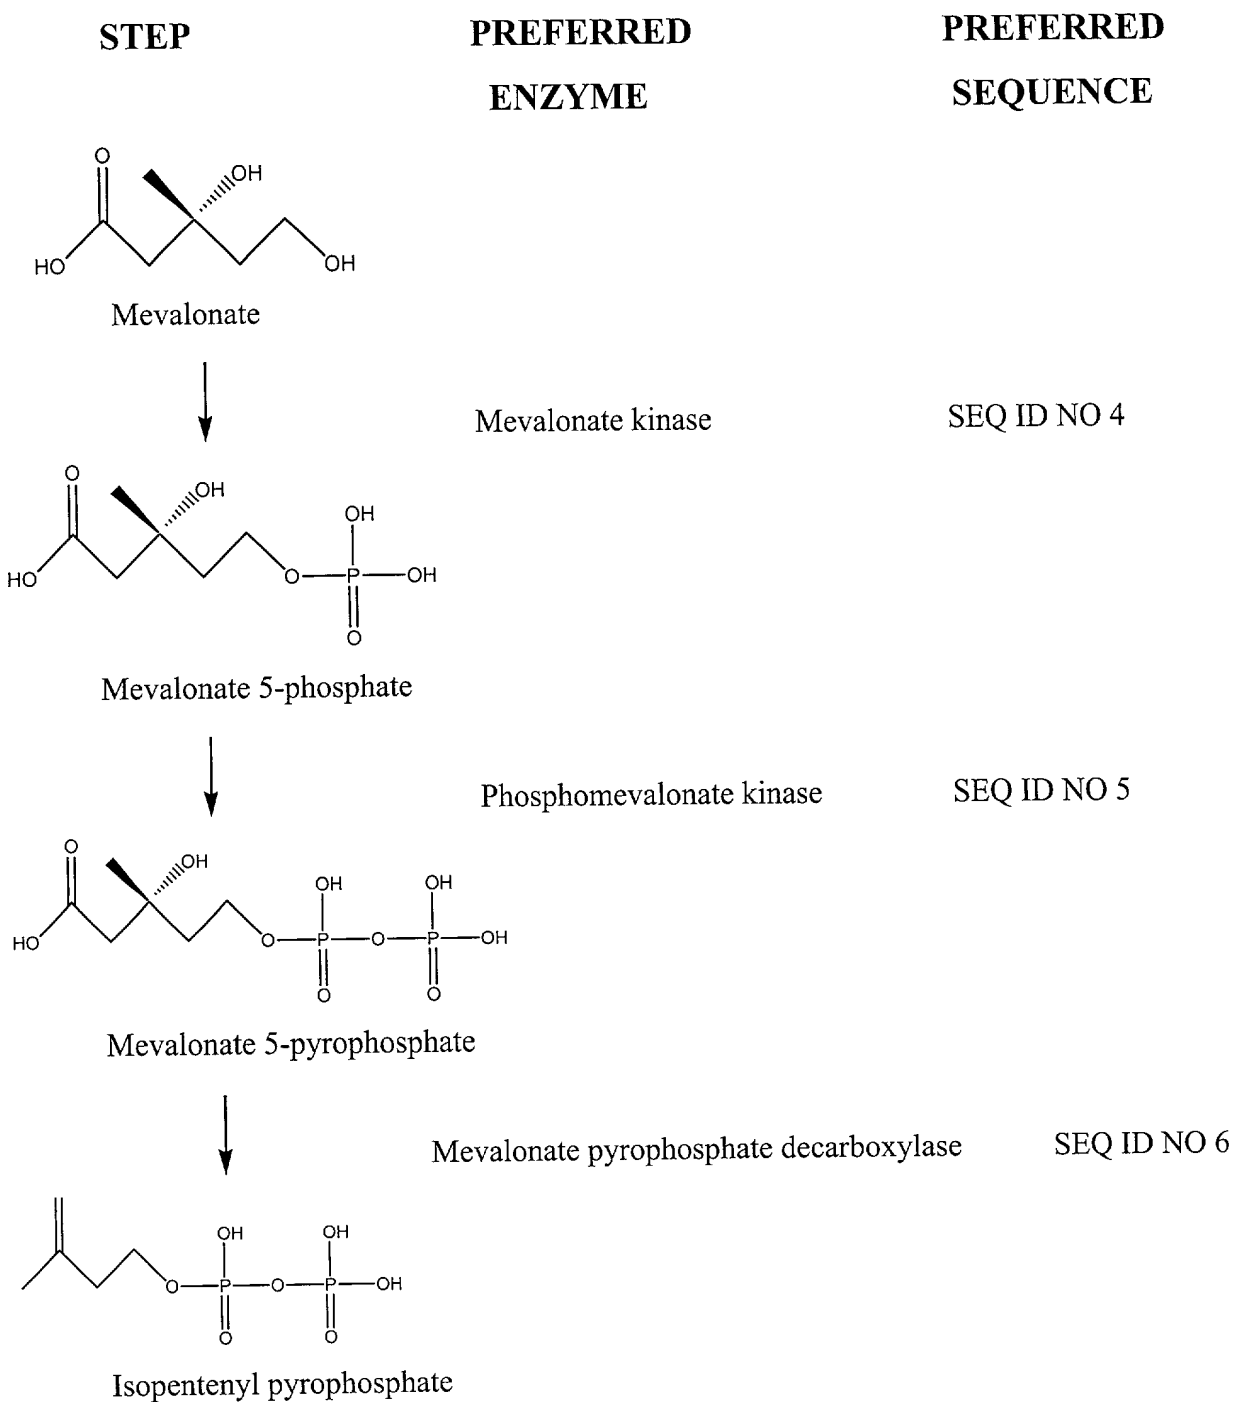 STEP
PREFERRED
ENZYME
PREFERRED
SEQUENCE
O
OH
HO
OH
Mevalonate
Mevalonate kinase
SEQ ID NO 4
O
OH
OH
HO
O
P
OH
O
Mevalonate 5-phosphate
Phosphomevalonate kinase
SEQ ID NO 5
O
OH
OH
OH
HO
O
P
O
P
OH
O
O
Mevalonate 5-pyrophosphate
Mevalonate pyrophosphate decarboxylase
SEQ ID NO 6
OH
OH
O
P
O
P
OH
O
O
Isopentenyl pyrophosphate